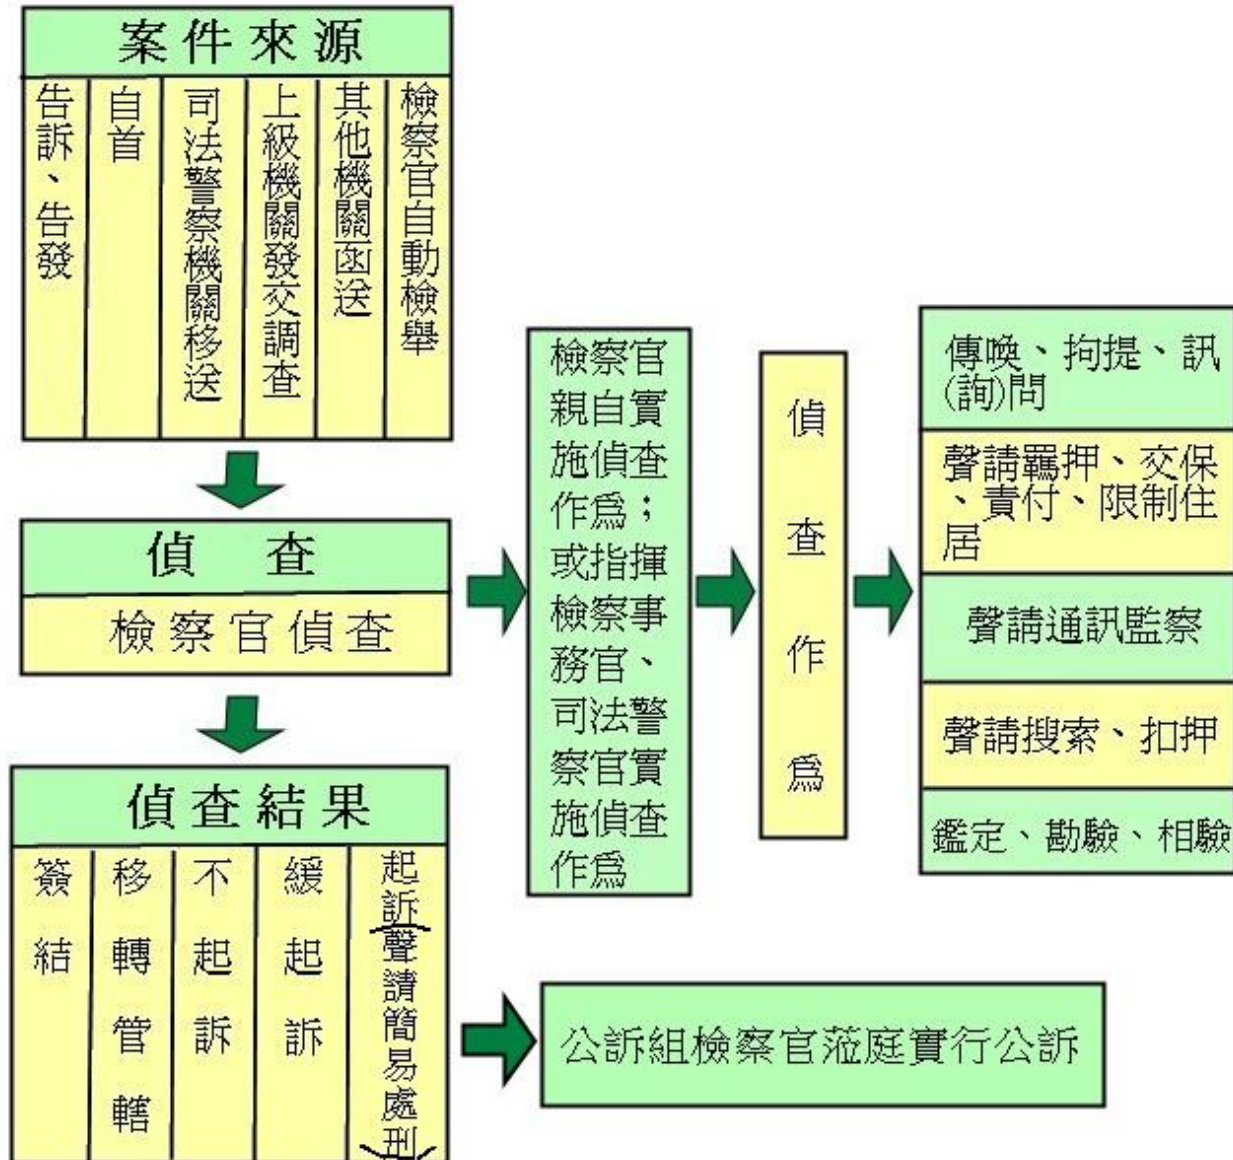 案件來源
告訴、告發
自首
司法警察機關移送
上級機關發交調查
其他機關函送
檢察官自動檢舉
偵查
檢察官偵查
檢察官
親自實
施偵查
作為；
或指揮
檢察事
務官、
司法警
察官實
施偵查
作為
偵查作為
傳喚、拘提、訊
(詢)問
聲請羈押、交保
、責付、限制住
居
聲請通訊監察
聲請搜索、扣押
鑑定、勘驗、相驗
偵查結果
簽結
移轉管轄
不起訴
緩起訴
起訴(聲請簡易處刑)
公訴組檢察官蒞庭實行公訴